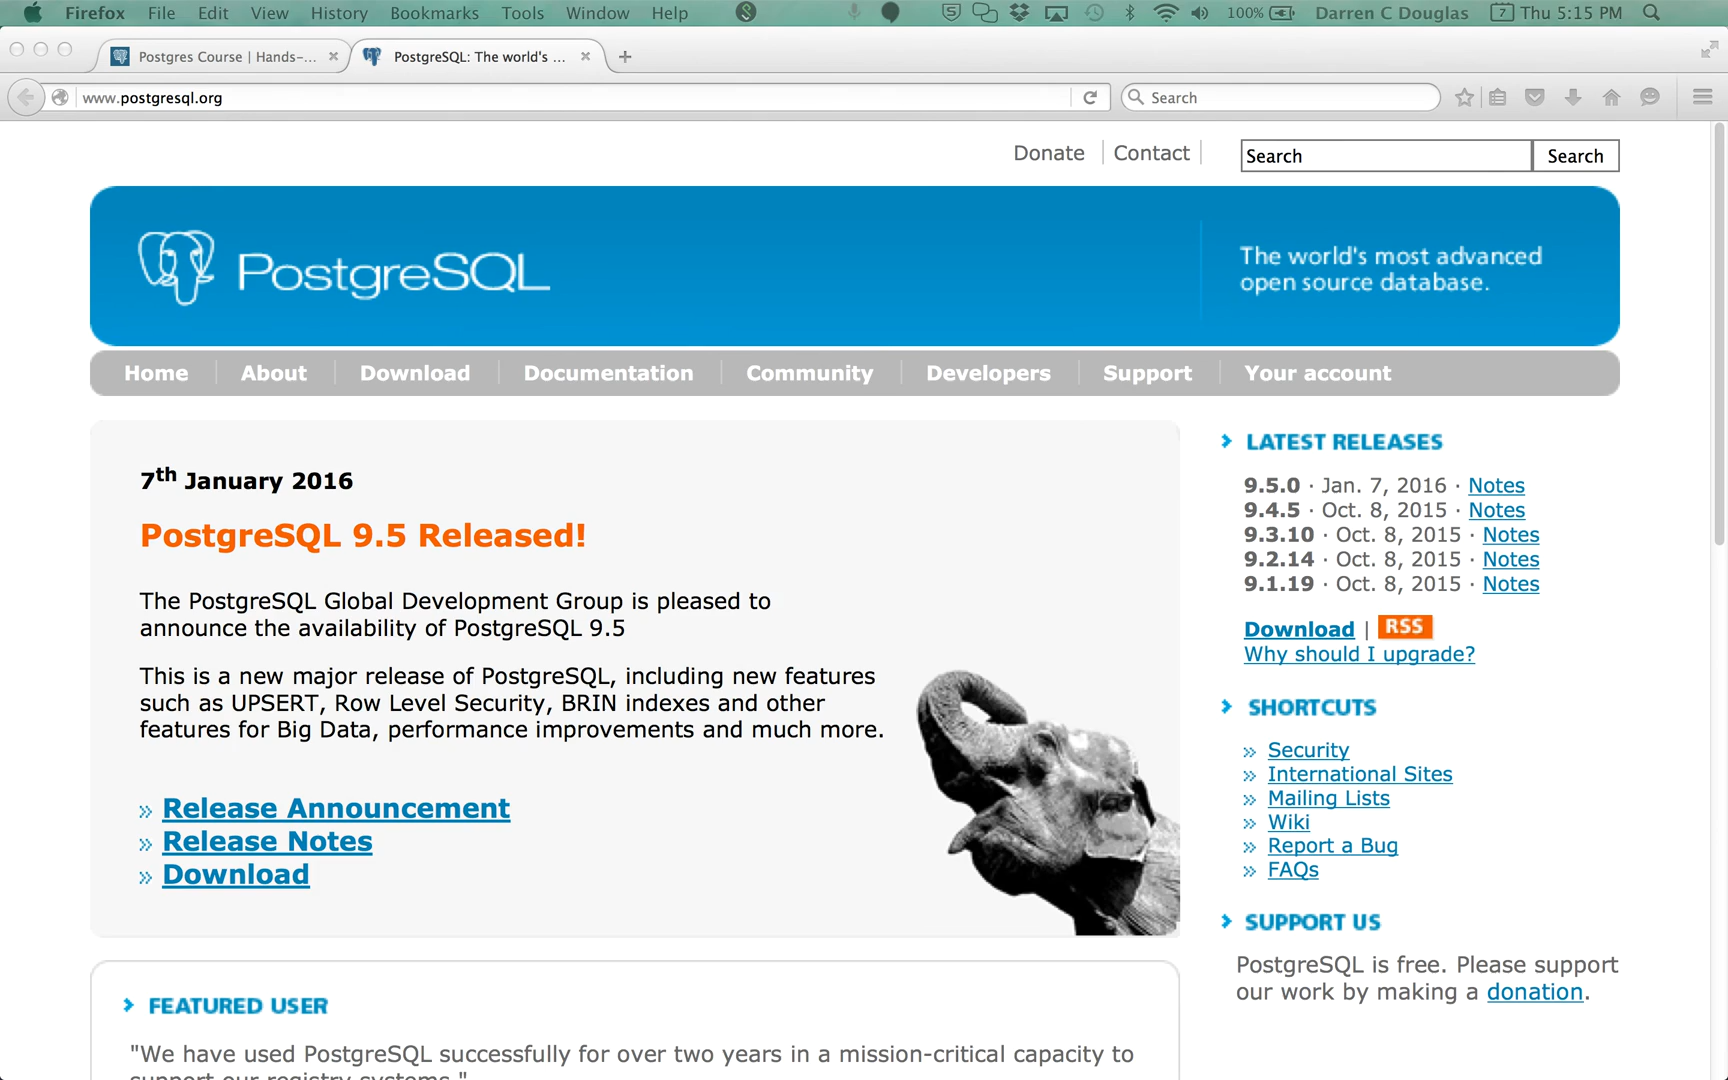 Firefox File Edit View History Bookmarks Tools Window Help 100% Darren C Douglas 7 Thu 5:15 PM
Postgres Course | Hands-... PostgreSQL: The world's ...
www.postgresql.org Search
Donate Contact Search Search
PostgreSQL
The world's most advanced
open source database.
Home About Download Documentation Community Developers Support Your account
7th January 2016
PostgreSQL 9.5 Released!
The PostgreSQL Global Development Group is pleased to
announce the availability of PostgreSQL 9.5
This is a new major release of PostgreSQL, including new features
such as UPSERT, Row Level Security, BRIN indexes and other
features for Big Data, performance improvements and much more.
» Release Announcement
» Release Notes
» Download
FEATURED USER
"We have used PostgreSQL successfully for over two years in a mission-critical capacity to
support our registry systems."
LATEST RELEASES
9.5.0 · Jan. 7, 2016 · Notes
9.4.5 · Oct. 8, 2015 · Notes
9.3.10 · Oct. 8, 2015 · Notes
9.2.14 · Oct. 8, 2015 · Notes
9.1.19 · Oct. 8, 2015 · Notes
Download | RSS
Why should I upgrade?
SHORTCUTS
» Security
» International Sites
» Mailing Lists
» Wiki
» Report a Bug
» FAQs
SUPPORT US
PostgreSQL is free. Please support
our work by making a donation.